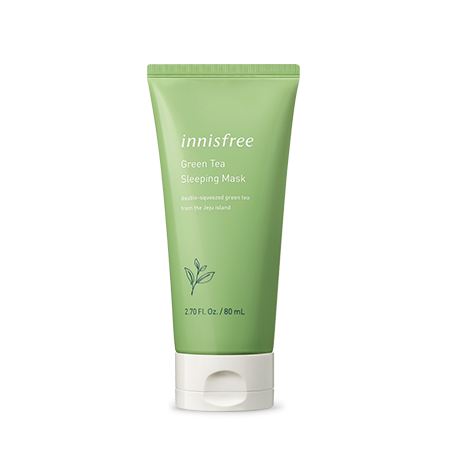 innisfree
Green Tea
Sleeping Mask
double-squeezed green tea
from the Jeju island
2.70 Fl. Oz. / 80 mL